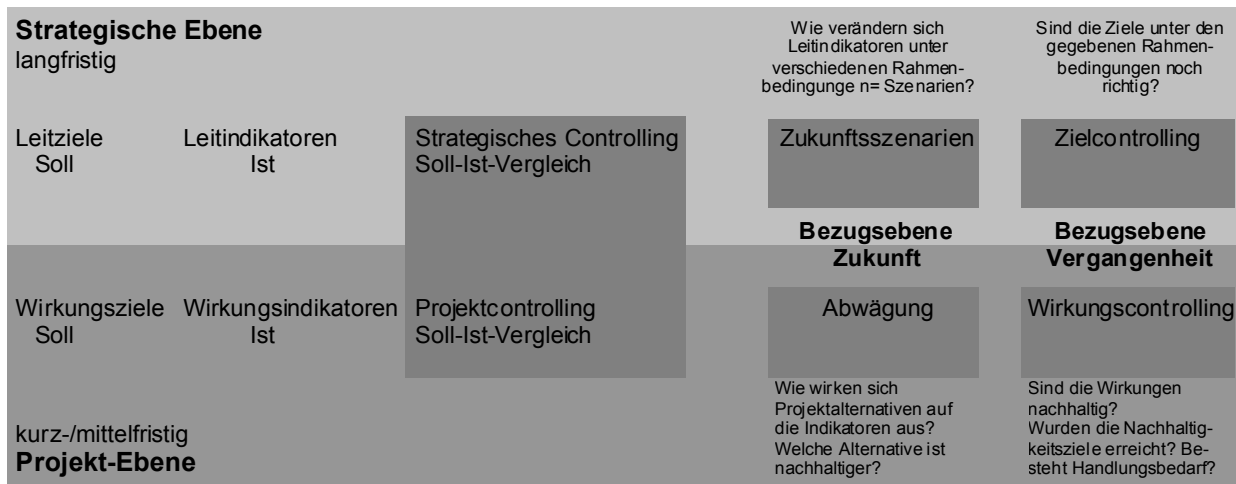 Strategische Ebene
langfristig
Wie verändern sich
Leitindikatoren unter
verschiedenen Rahmen-
bedingunge n= Szenarien?
Sind die Ziele unter den
gegebenen Rahmen-
bedingungen noch
richtig?
Leitziele
Soll
Leitindikatoren
Ist
Strategisches Controlling
Soll-Ist-Vergleich
Zukunftsszenarien
Zielcontrolling
Bezugsebene
Zukunft
Bezugsebene
Vergangenheit
Wirkungsziele
Soll
Wirkungsindikatoren
Ist
Projektcontrolling
Soll-Ist-Vergleich
Abwägung
Wirkungscontrolling
Wie wirken sich
Projektalternativen auf
die Indikatoren aus?
Welche Alternative ist
nachhaltiger?
Sind die Wirkungen
nachhaltig?
Wurden die Nachhaltig-
keitsziele erreicht? Be-
steht Handlungsbedarf?
kurz-/mittelfristig
Projekt-Ebene